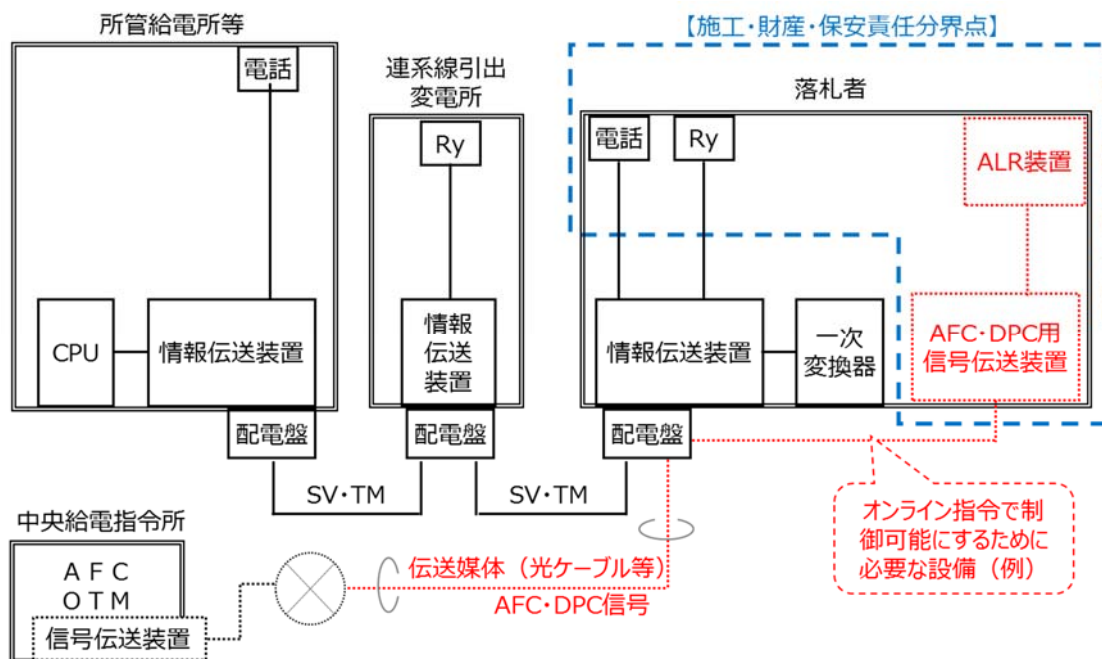 所管給電所等
電話
CPU
情報伝送装置
配電盤
連系線引出
変電所
Ry
情報
伝送
装置
配電盤
【施工・財産・保安責任分界点】
落札者
電話
Ry
ALR装置
情報伝送装置
一次
変換器
AFC・DPC用
信号伝送装置
配電盤
SV・TM
SV・TM
中央給電指令所
ＡＦＣ
ＯＴＭ
信号伝送装置
伝送媒体（光ケーブル等）
AFC・DPC信号
オンライン指令で制
御可能にするために
必要な設備（例）